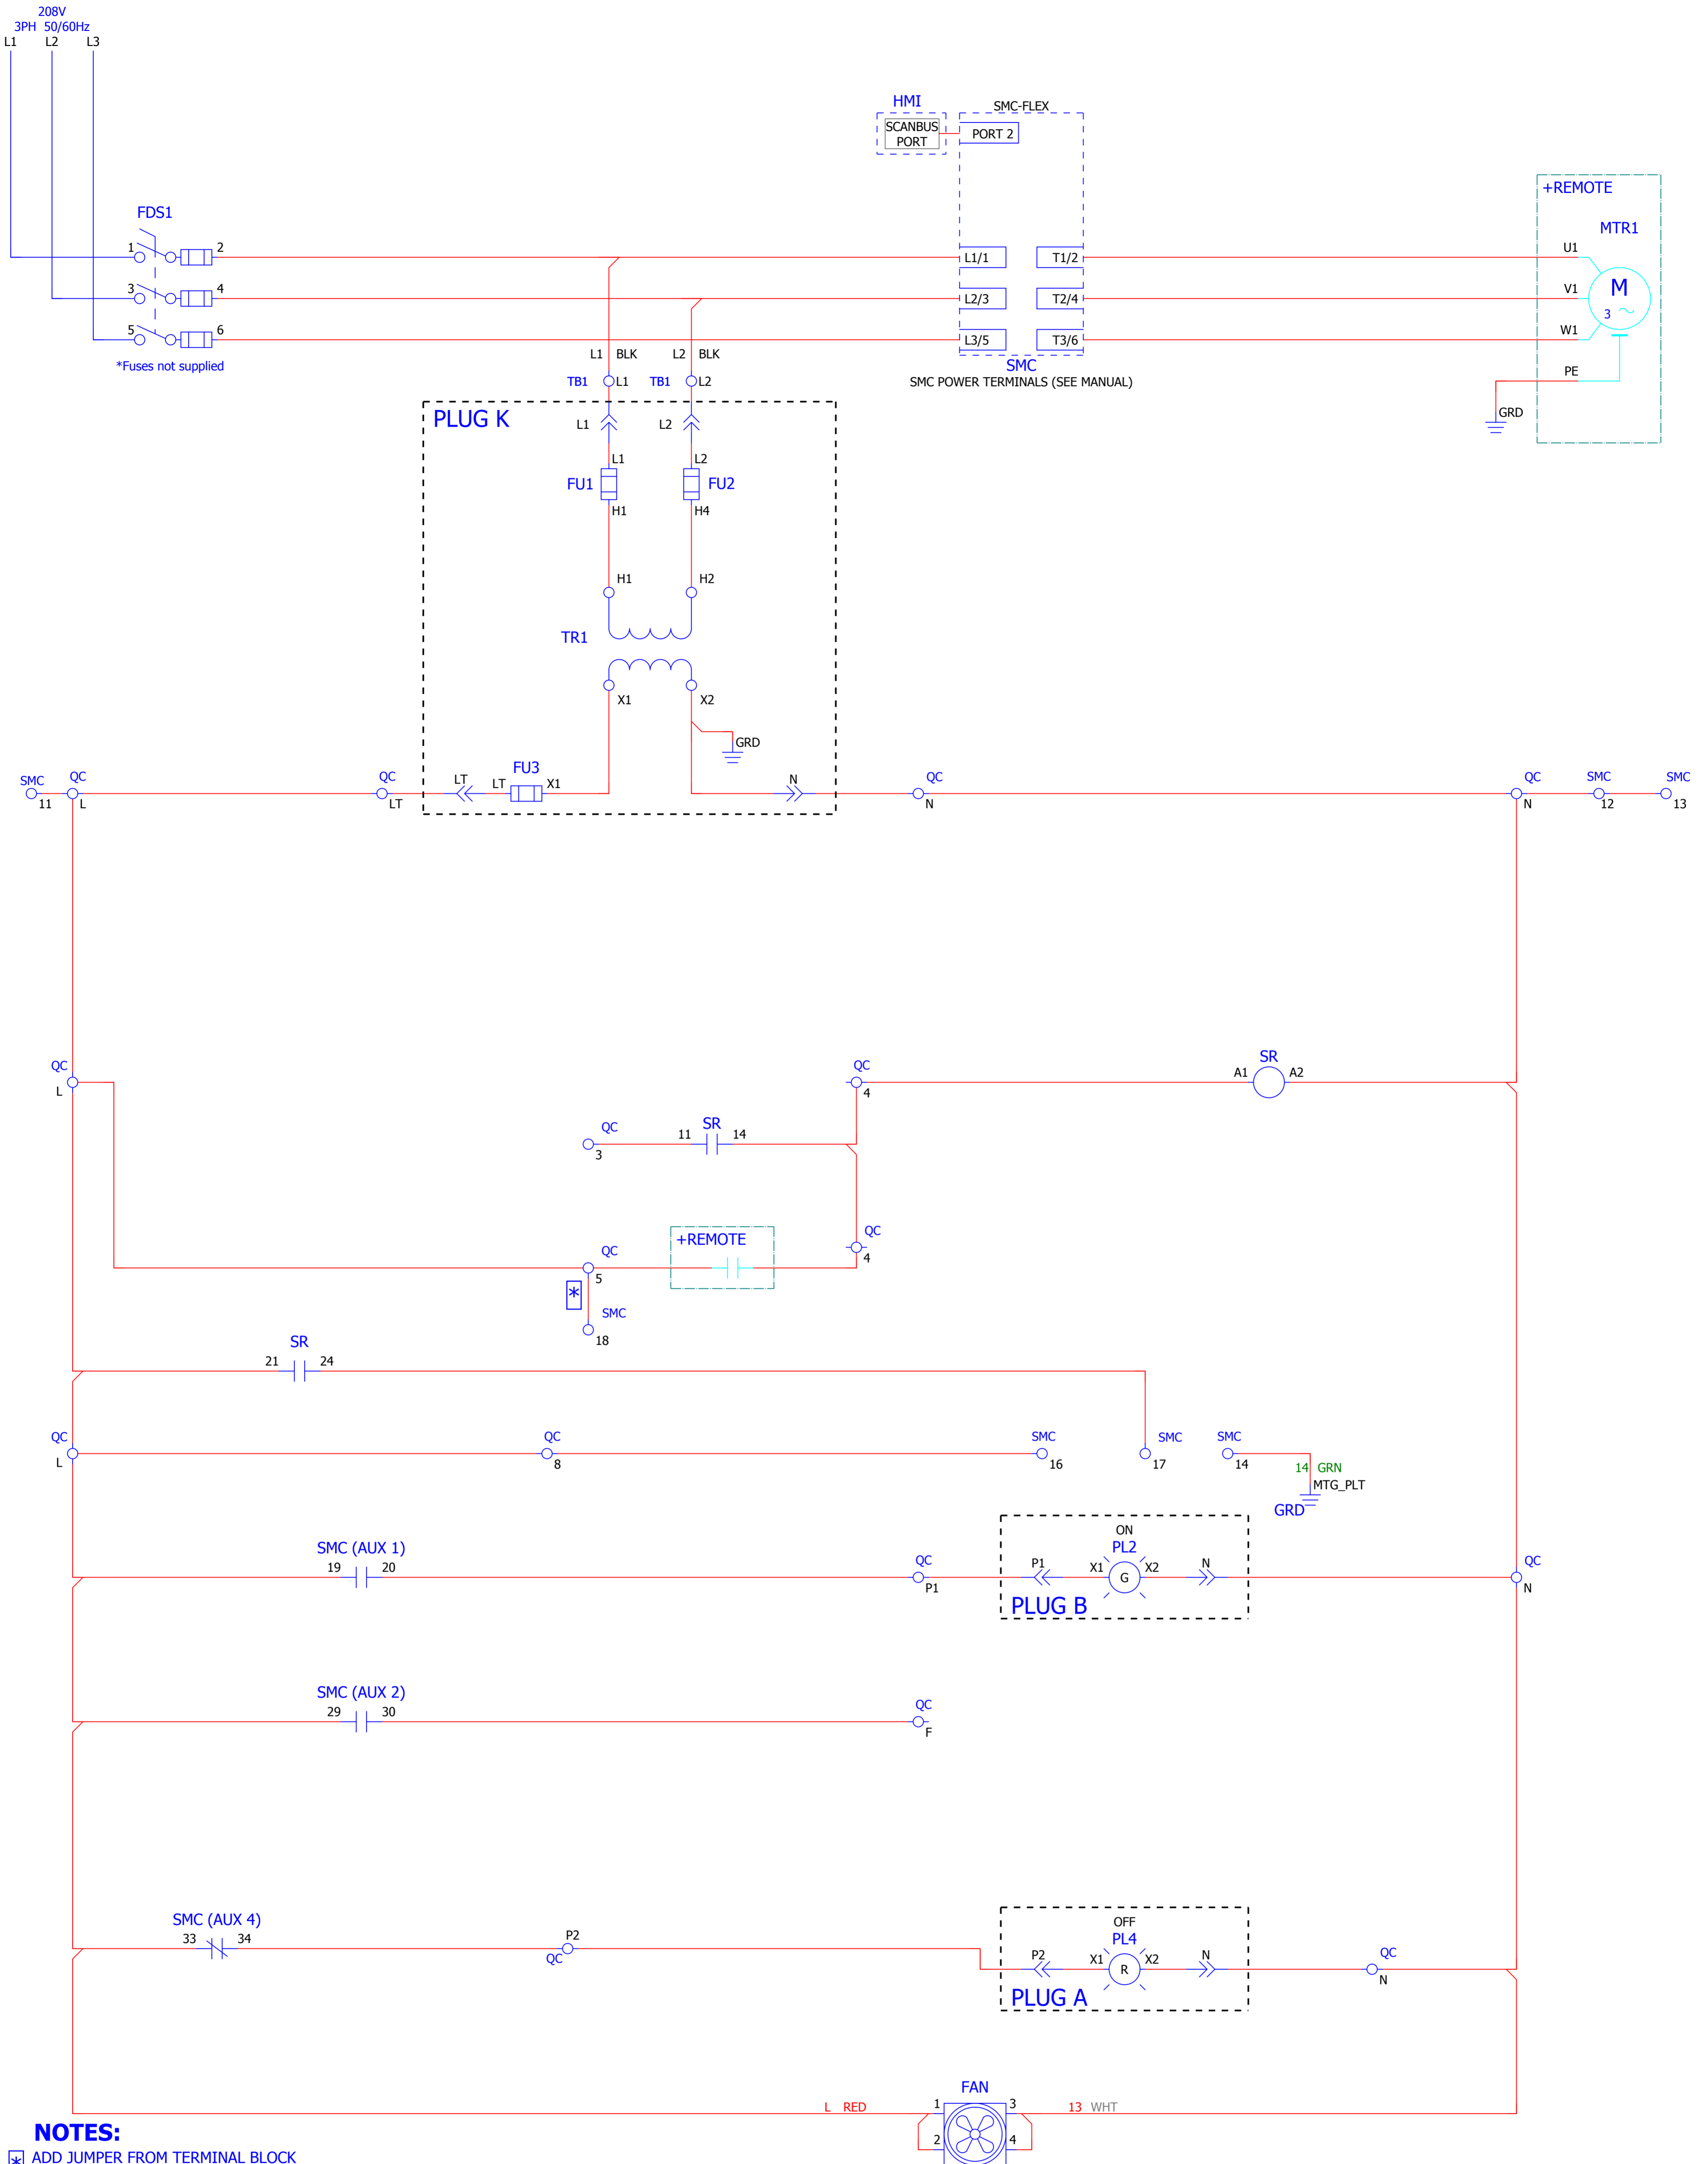 208V
3PH 50/60Hz
L1 L2 L3
HMI
SCANBUS
PORT
SMC-FLEX
PORT 2
+REMOTE
MTR1
FDS1
1 2
3 4
5 6
*Fuses not supplied
L1/1 T1/2
L2/3 T2/4
L3/5 T3/6
SMC
SMC POWER TERMINALS (SEE MANUAL)
U1
V1
W1
PE
M
3
GRD
L1 BLK L2 BLK
TB1 L1 TB1 L2
PLUG K
L1 L2
L1 L2
FU1 FU2
H1 H4
H1 H2
TR1
X1 X2
GRD
SMC QC QC LT LT FU3 X1 N QC QC SMC SMC
11 L LT N N 12 13
QC QC SR
L 4 A1 A2
QC SR
3 11 14
QC
4
+REMOTE
QC
5
*
SMC
18
SR
21 24
QC QC SMC SMC SMC
L 8 16 17 14
14 GRN
MTG_PLT
GRD
SMC (AUX 1)
19 20
QC
P1
ON
PL2
P1 X1 G X2 N
PLUG B
QC
N
SMC (AUX 2)
29 30
QC
F
SMC (AUX 4)
33 34
P2
QC
OFF
PL4
P2 X1 R X2 N
PLUG A
QC
N
FAN
L RED 1 3 13 WHT
2 4
NOTES:
* ADD JUMPER FROM TERMINAL BLOCK